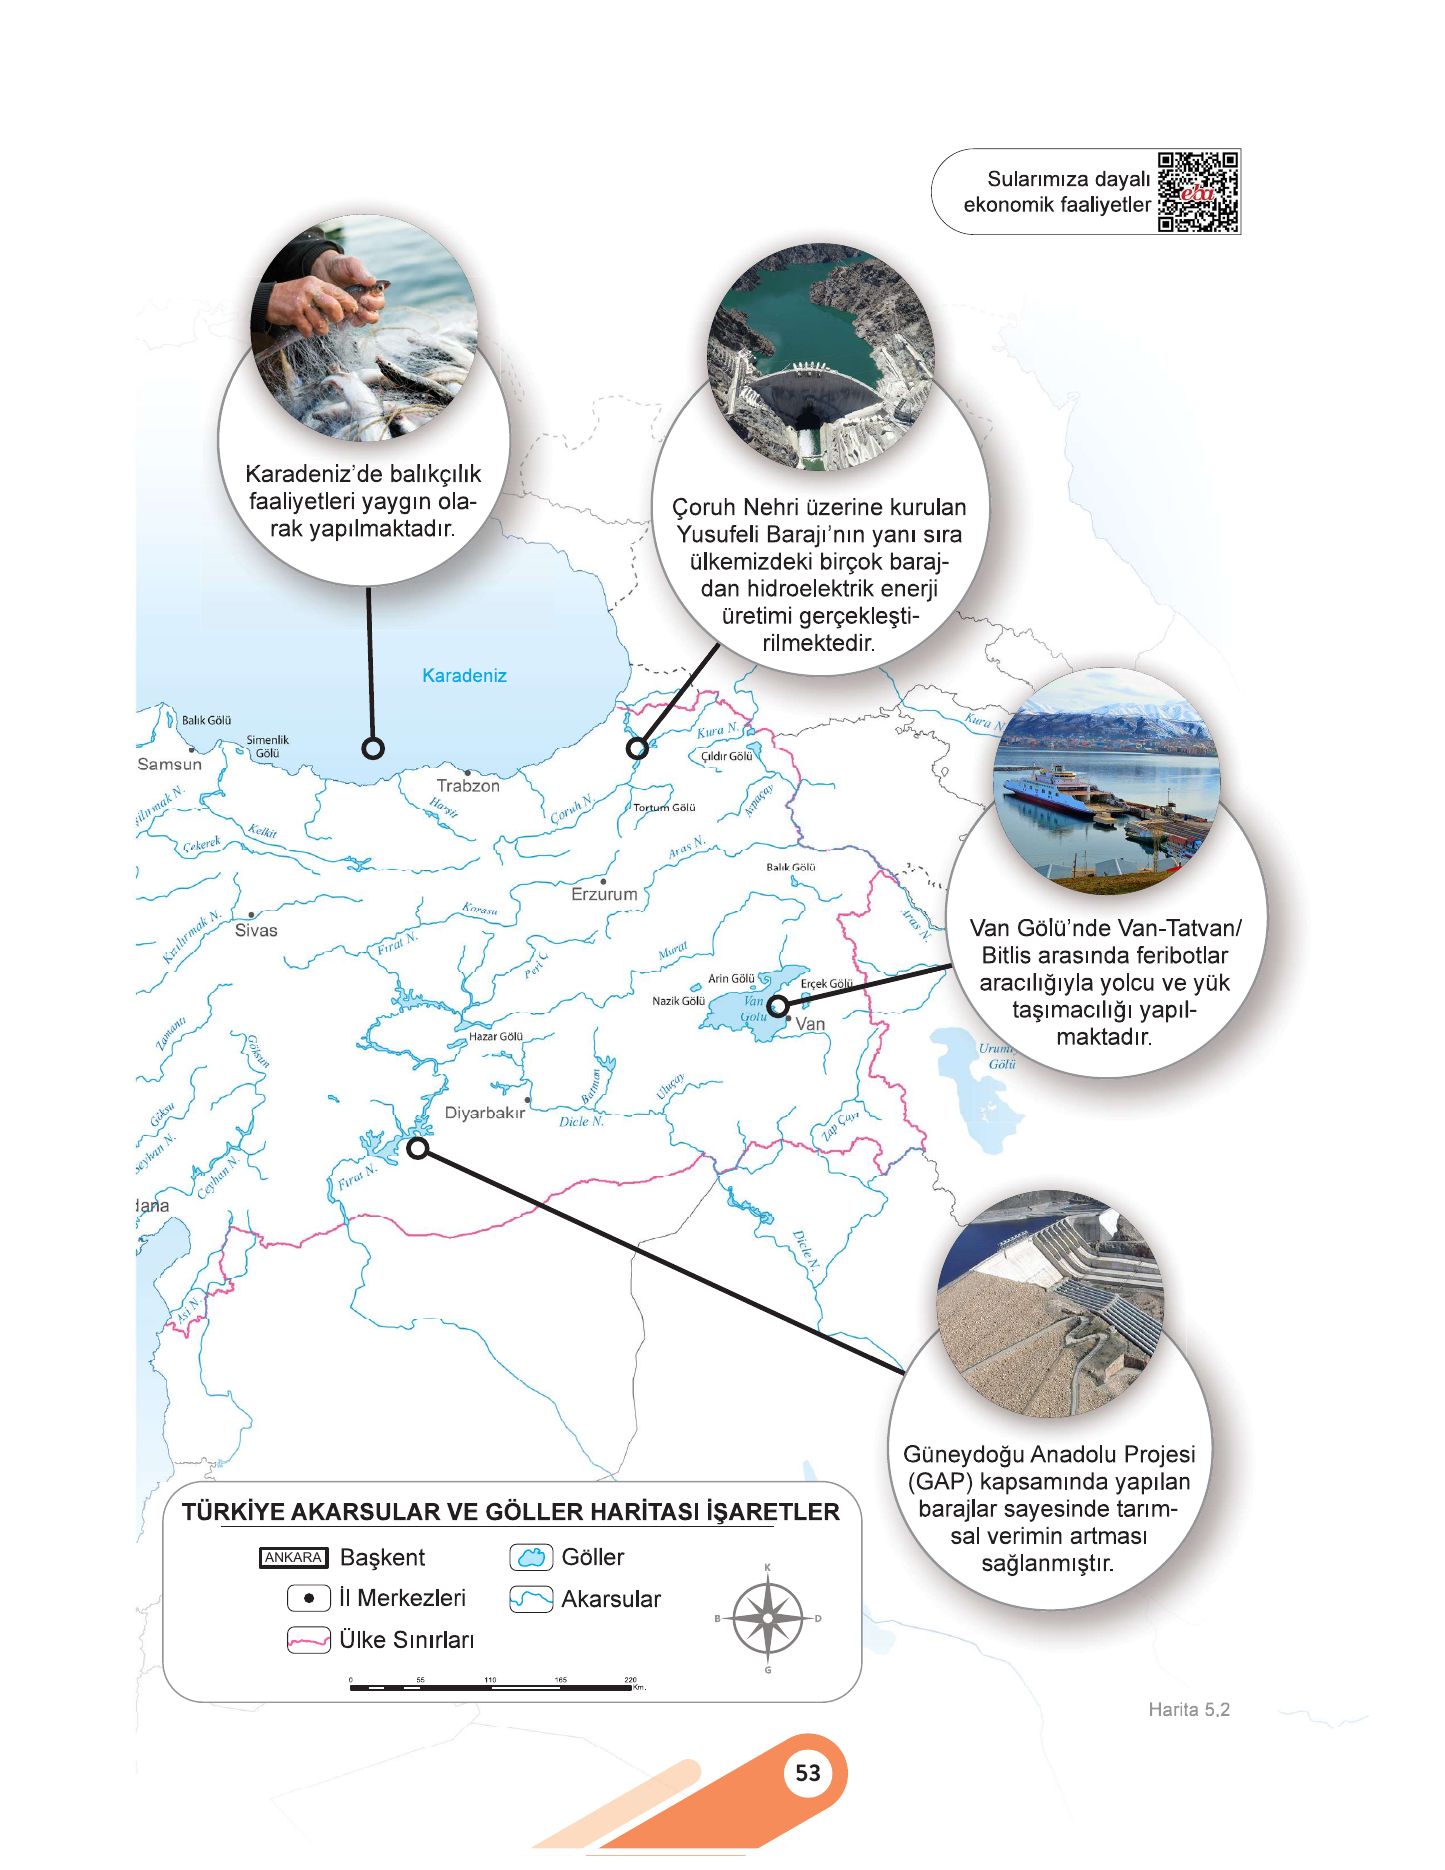 Sularımıza dayalı
ekonomik faaliyetler
eba
Karadeniz’de balıkçılık
faaliyetleri yaygın ola-
rak yapılmaktadır.
Çoruh Nehri üzerine kurulan
Yusufeli Barajı’nın yanı sıra
ülkemizdeki birçok baraj-
dan hidroelektrik enerji
üretimi gerçekleşti-
rilmektedir.
Karadeniz
Balık Gölü
Simenlik
Gölü
Samsun
Kura N.
Kura N
Çıldır Gölü
Trabzon
Harşit
Çoruh N.
Tortum Gölü
Arpaçay
Kelkit
Çekerek
Aras N.
Balık Gölü
Erzurum
Karasu
Sivas
Kızılırmak N.
Fırat N.
Peri Ç
Murat
Aras N.
Arin Gölü
Erçek Gölü
Nazik Gölü
Van
Gölü
Van
Van Gölü’nde Van-Tatvan/
Bitlis arasında feribotlar
aracılığıyla yolcu ve yük
taşımacılığı yapıl-
maktadır.
Zamantı
Göksun
Hazar Gölü
Gölü
Batman
Uluçay
Göksu
Diyarbakır
Dicle N.
Zap Çayı
eyhan N.
Ceyhan N.
Fırat N.
dana
Dicle N.
Asi N.
Güneydoğu Anadolu Projesi
(GAP) kapsamında yapılan
barajlar sayesinde tarım-
sal verimin artması
sağlanmıştır.
TÜRKİYE AKARSULAR VE GÖLLER HARİTASI İŞARETLER
ANKARA Başkent
Göller
İl Merkezleri
Akarsular
Ülke Sınırları
K
B D
G
0 55 110 165 220
Km.
Harita 5.2
53